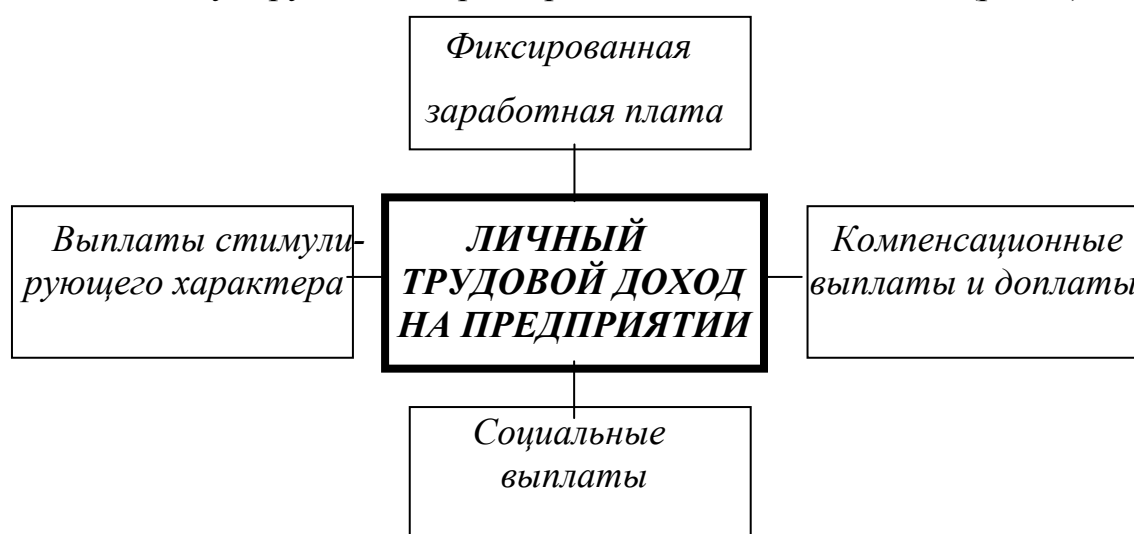 Фиксированная
заработная плата
Выплаты стимули-
рующего характера
ЛИЧНЫЙ
ТРУДОВОЙ ДОХОД
НА ПРЕДПРИЯТИИ
Компенсационные
выплаты и доплаты
Социальные
выплаты